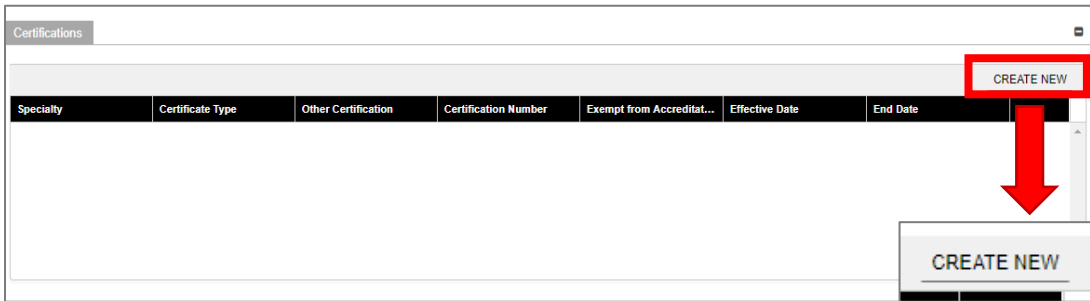 Certifications
CREATE NEW
Specialty Certificate Type Other Certification Certification Number Exempt from Accreditat... Effective Date End Date
CREATE NEW